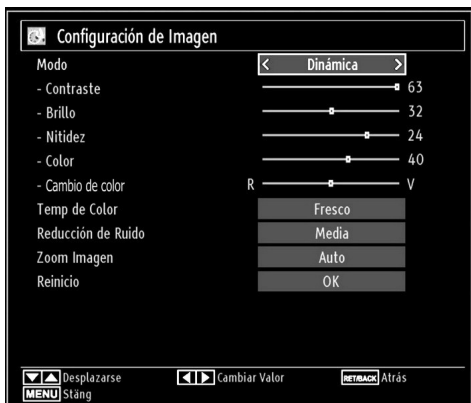 Configuración de Imagen
Modo < Dinámica >
- Contraste 63
- Brillo 32
- Nitidez 24
- Color 40
- Cambio de color R V
Temp de Color Fresco
Reducción de Ruido Media
Zoom Imagen Auto
Reinicio OK
Desplazarse Cambiar Valor RET/BACK Atrás
MENU Stäng